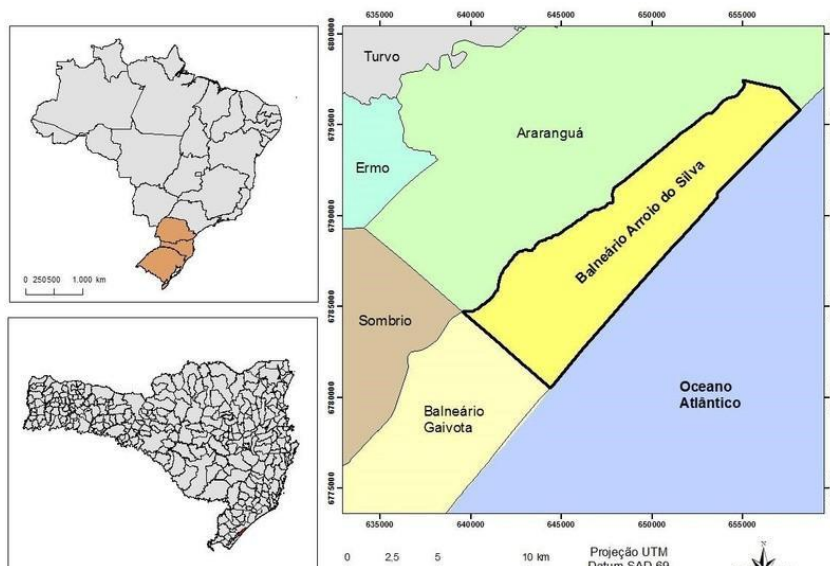 0 250500 1.000 km
635000 640000 645000 650000 655000
6800000
6795000
6790000
6785000
6780000
6775000
Turvo
Araranguá
Ermo
Balneário Arroio do Silva
Sombrio
Oceano
Atlântico
Balneário
Gaivota
635000 640000 645000 650000 655000
0 2,5 5 10 km
Projeção UTM
Datum SAD 69
N